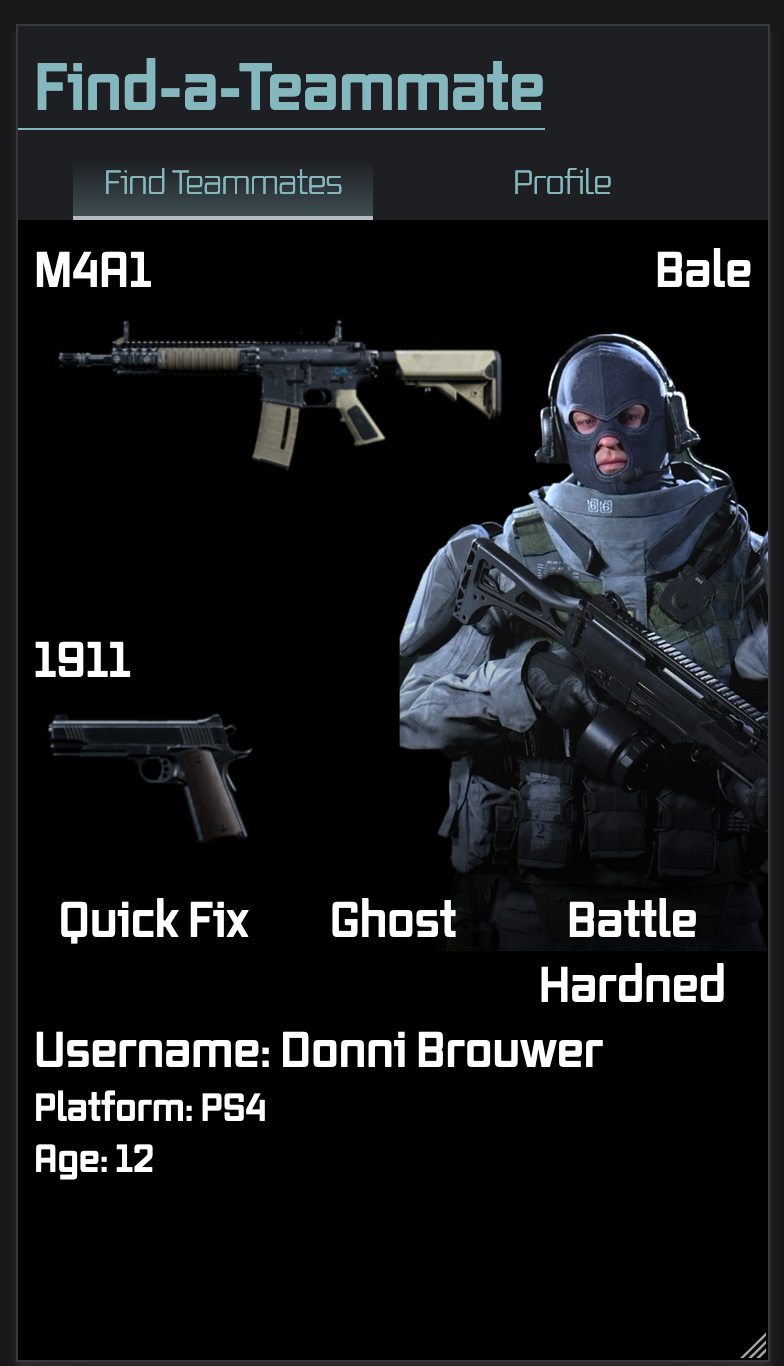 Find-a-Teammate
Find Teammates Profile
M4A1 Bale
1911
Quick Fix Ghost Battle
Hardned
Username: Donni Brouwer
Platform: PS4
Age: 12